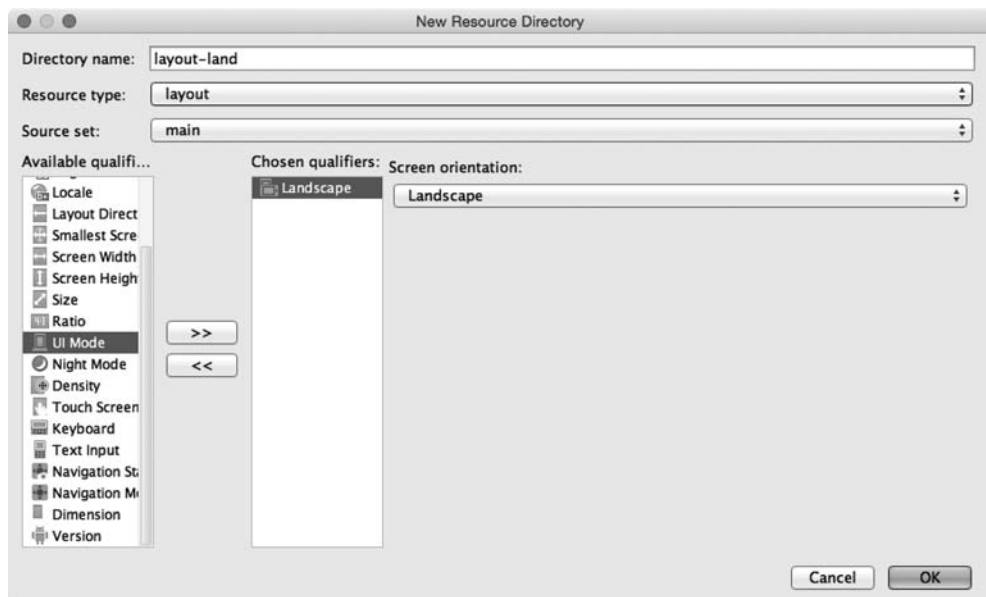 New Resource Directory
Directory name: layout-land
Resource type: layout
Source set: main
Available qualifi...
Locale
Layout Direct
Smallest Scre
Screen Width
Screen Heigh
Size
Ratio
UI Mode
Night Mode
Density
Touch Screen
Keyboard
Text Input
Navigation Sta
Navigation Me
Dimension
Version
>>
<<
Chosen qualifiers:
Landscape
Screen orientation:
Landscape
Cancel
OK